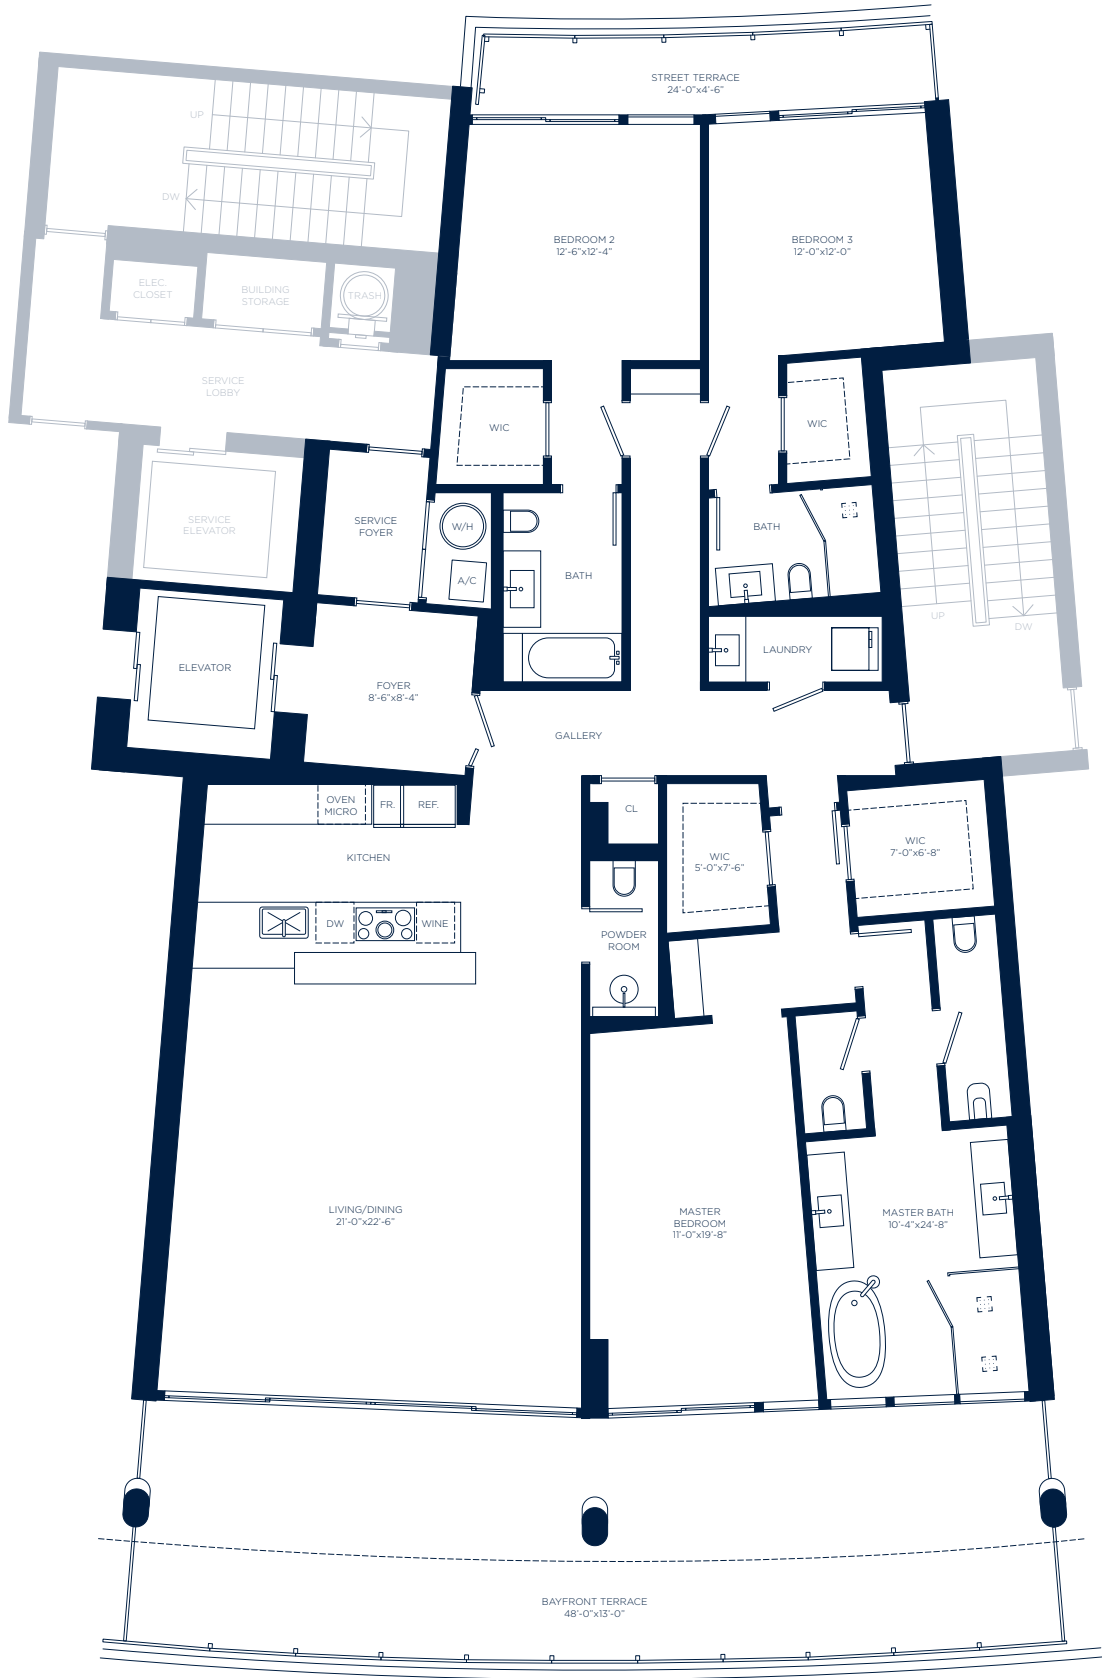 STREET TERRACE
24'-0"x4'-6"
UP
DW
BEDROOM 2
12'-6"x12'-4"
BEDROOM 3
12'-0"x12'-0"
ELEC.
CLOSET
BUILDING
STORAGE
TRASH
SERVICE
LOBBY
WIC
WIC
SERVICE
ELEVATOR
SERVICE
FOYER
W/H
A/C
BATH
BATH
UP
DW
ELEVATOR
FOYER
8'-6"x8'-4"
LAUNDRY
GALLERY
OVEN
MICRO
FR.
REF.
CL
KITCHEN
WIC
5'-0"x7'-6"
WIC
7'-0"x6'-8"
DW
WINE
POWDER
ROOM
LIVING/DINING
21'-0"x22'-6"
MASTER
BEDROOM
11'-0"x19'-8"
MASTER BATH
10'-4"x24'-8"
BAYFRONT TERRACE
48'-0"x13'-0"